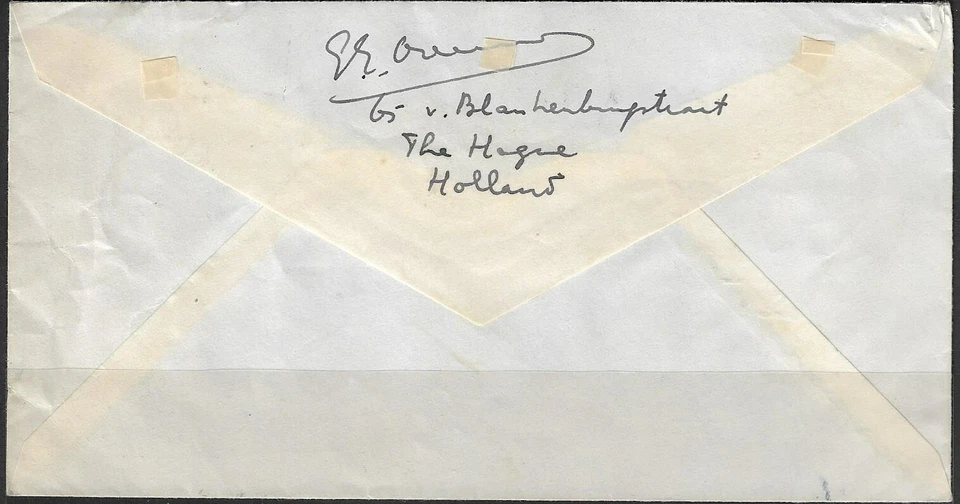 65 v. Blankenburgstraat
The Hague
Holland